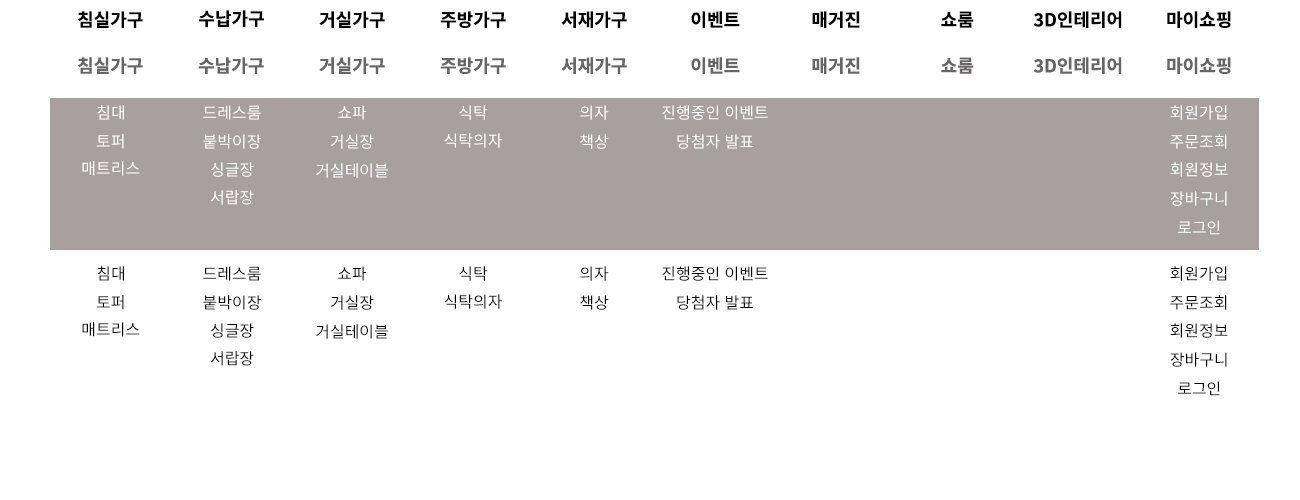 침실가구 수납가구 거실가구 주방가구 서재가구 이벤트 매거진 쇼룸 3D인테리어 마이쇼핑
침실가구 수납가구 거실가구 주방가구 서재가구 이벤트 매거진 쇼룸 3D인테리어 마이쇼핑
침대 드레스룸 쇼파 식탁 의자 진행중인 이벤트 회원가입
토퍼 붙박이장 거실장 식탁의자 책상 당첨자 발표 주문조회
매트리스 싱글장 거실테이블 회원정보
서랍장 장바구니
로그인
침대 드레스룸 쇼파 식탁 의자 진행중인 이벤트 회원가입
토퍼 붙박이장 거실장 식탁의자 책상 당첨자 발표 주문조회
매트리스 싱글장 거실테이블 회원정보
서랍장 장바구니
로그인